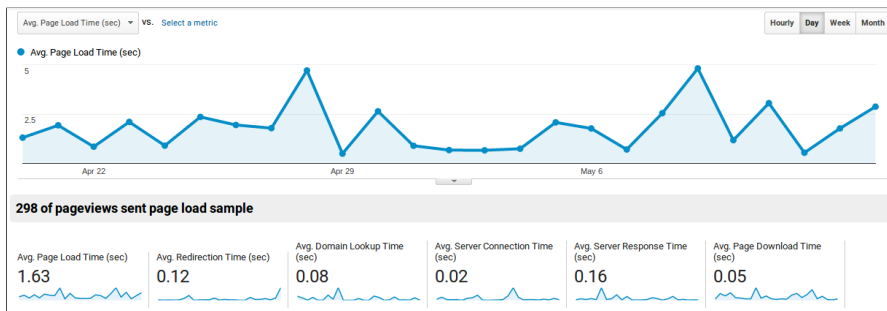 Avg. Page Load Time (sec) VS. Select a metric
Hourly Day Week Month
Avg. Page Load Time (sec)
5
2.5
Apr 22 Apr 29 May 6
298 of pageviews sent page load sample
Avg. Page Load Time (sec)
1.63
Avg. Redirection Time (sec)
0.12
Avg. Domain Lookup Time
(sec)
0.08
Avg. Server Connection Time
(sec)
0.02
Avg. Server Response Time
(sec)
0.16
Avg. Page Download Time
(sec)
0.05